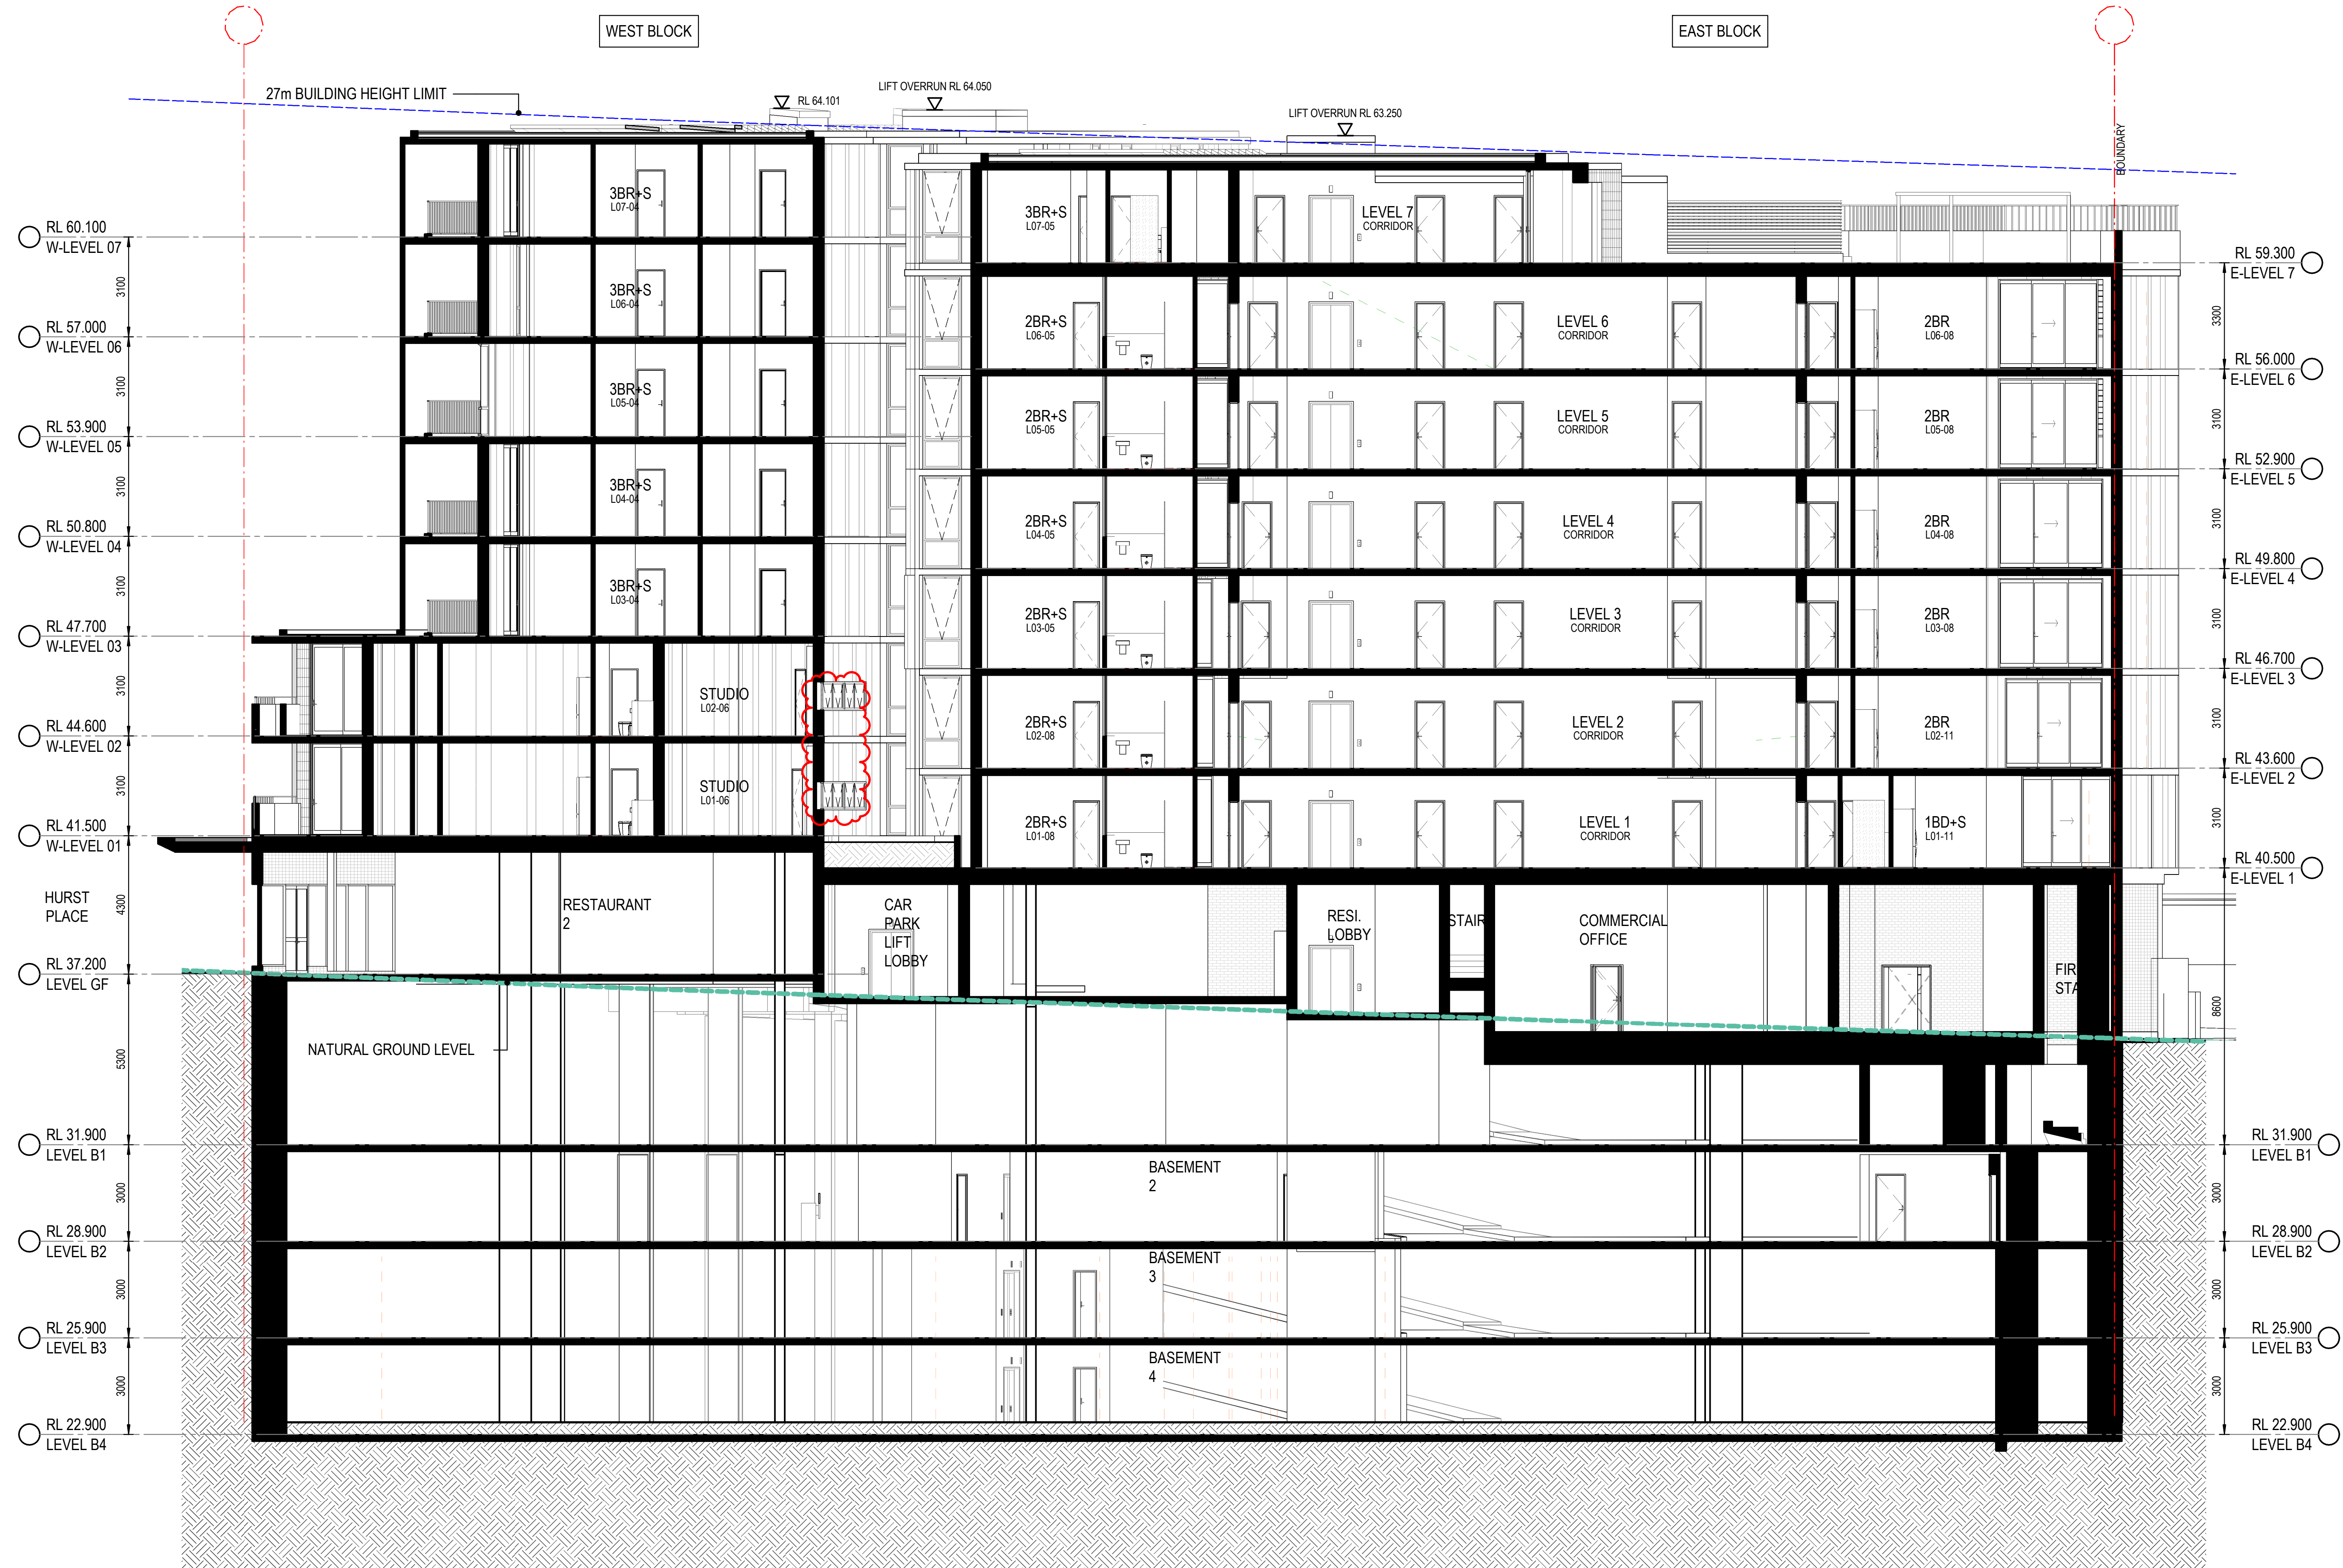 WEST BLOCK
EAST BLOCK
27m BUILDING HEIGHT LIMIT
RL 64.101
LIFT OVERRUN RL 64.050
LIFT OVERRUN RL 63.250
BOUNDARY
RL 60.100
W-LEVEL 07
3100
RL 57.000
W-LEVEL 06
3100
RL 53.900
W-LEVEL 05
3100
RL 50.800
W-LEVEL 04
3100
RL 47.700
W-LEVEL 03
3100
RL 44.600
W-LEVEL 02
3100
RL 41.500
W-LEVEL 01
HURST
PLACE
4300
RL 37.200
LEVEL GF
5300
RL 31.900
LEVEL B1
3000
RL 28.900
LEVEL B2
3000
RL 25.900
LEVEL B3
3000
RL 22.900
LEVEL B4
3BR+S
L07-04
3BR+S
L06-04
3BR+S
L05-04
3BR+S
L04-04
3BR+S
L03-04
STUDIO
L02-06
STUDIO
L01-06
RESTAURANT
2
CAR
PARK
LIFT
LOBBY
NATURAL GROUND LEVEL
3BR+S
L07-05
LEVEL 7
CORRIDOR
2BR+S
L06-05
LEVEL 6
CORRIDOR
2BR
L06-08
2BR+S
L05-05
LEVEL 5
CORRIDOR
2BR
L05-08
2BR+S
L04-05
LEVEL 4
CORRIDOR
2BR
L04-08
2BR+S
L03-05
LEVEL 3
CORRIDOR
2BR
L03-08
2BR+S
L02-08
LEVEL 2
CORRIDOR
2BR
L02-11
2BR+S
L01-08
LEVEL 1
CORRIDOR
1BD+S
L01-11
RESI.
LOBBY
STAIR
COMMERCIAL
OFFICE
FIR
STA
BASEMENT
2
BASEMENT
3
BASEMENT
4
RL 59.300
E-LEVEL 7
3300
RL 56.000
E-LEVEL 6
3100
RL 52.900
E-LEVEL 5
3100
RL 49.800
E-LEVEL 4
3100
RL 46.700
E-LEVEL 3
3100
RL 43.600
E-LEVEL 2
3100
RL 40.500
E-LEVEL 1
8600
RL 31.900
LEVEL B1
3000
RL 28.900
LEVEL B2
3000
RL 25.900
LEVEL B3
3000
RL 22.900
LEVEL B4